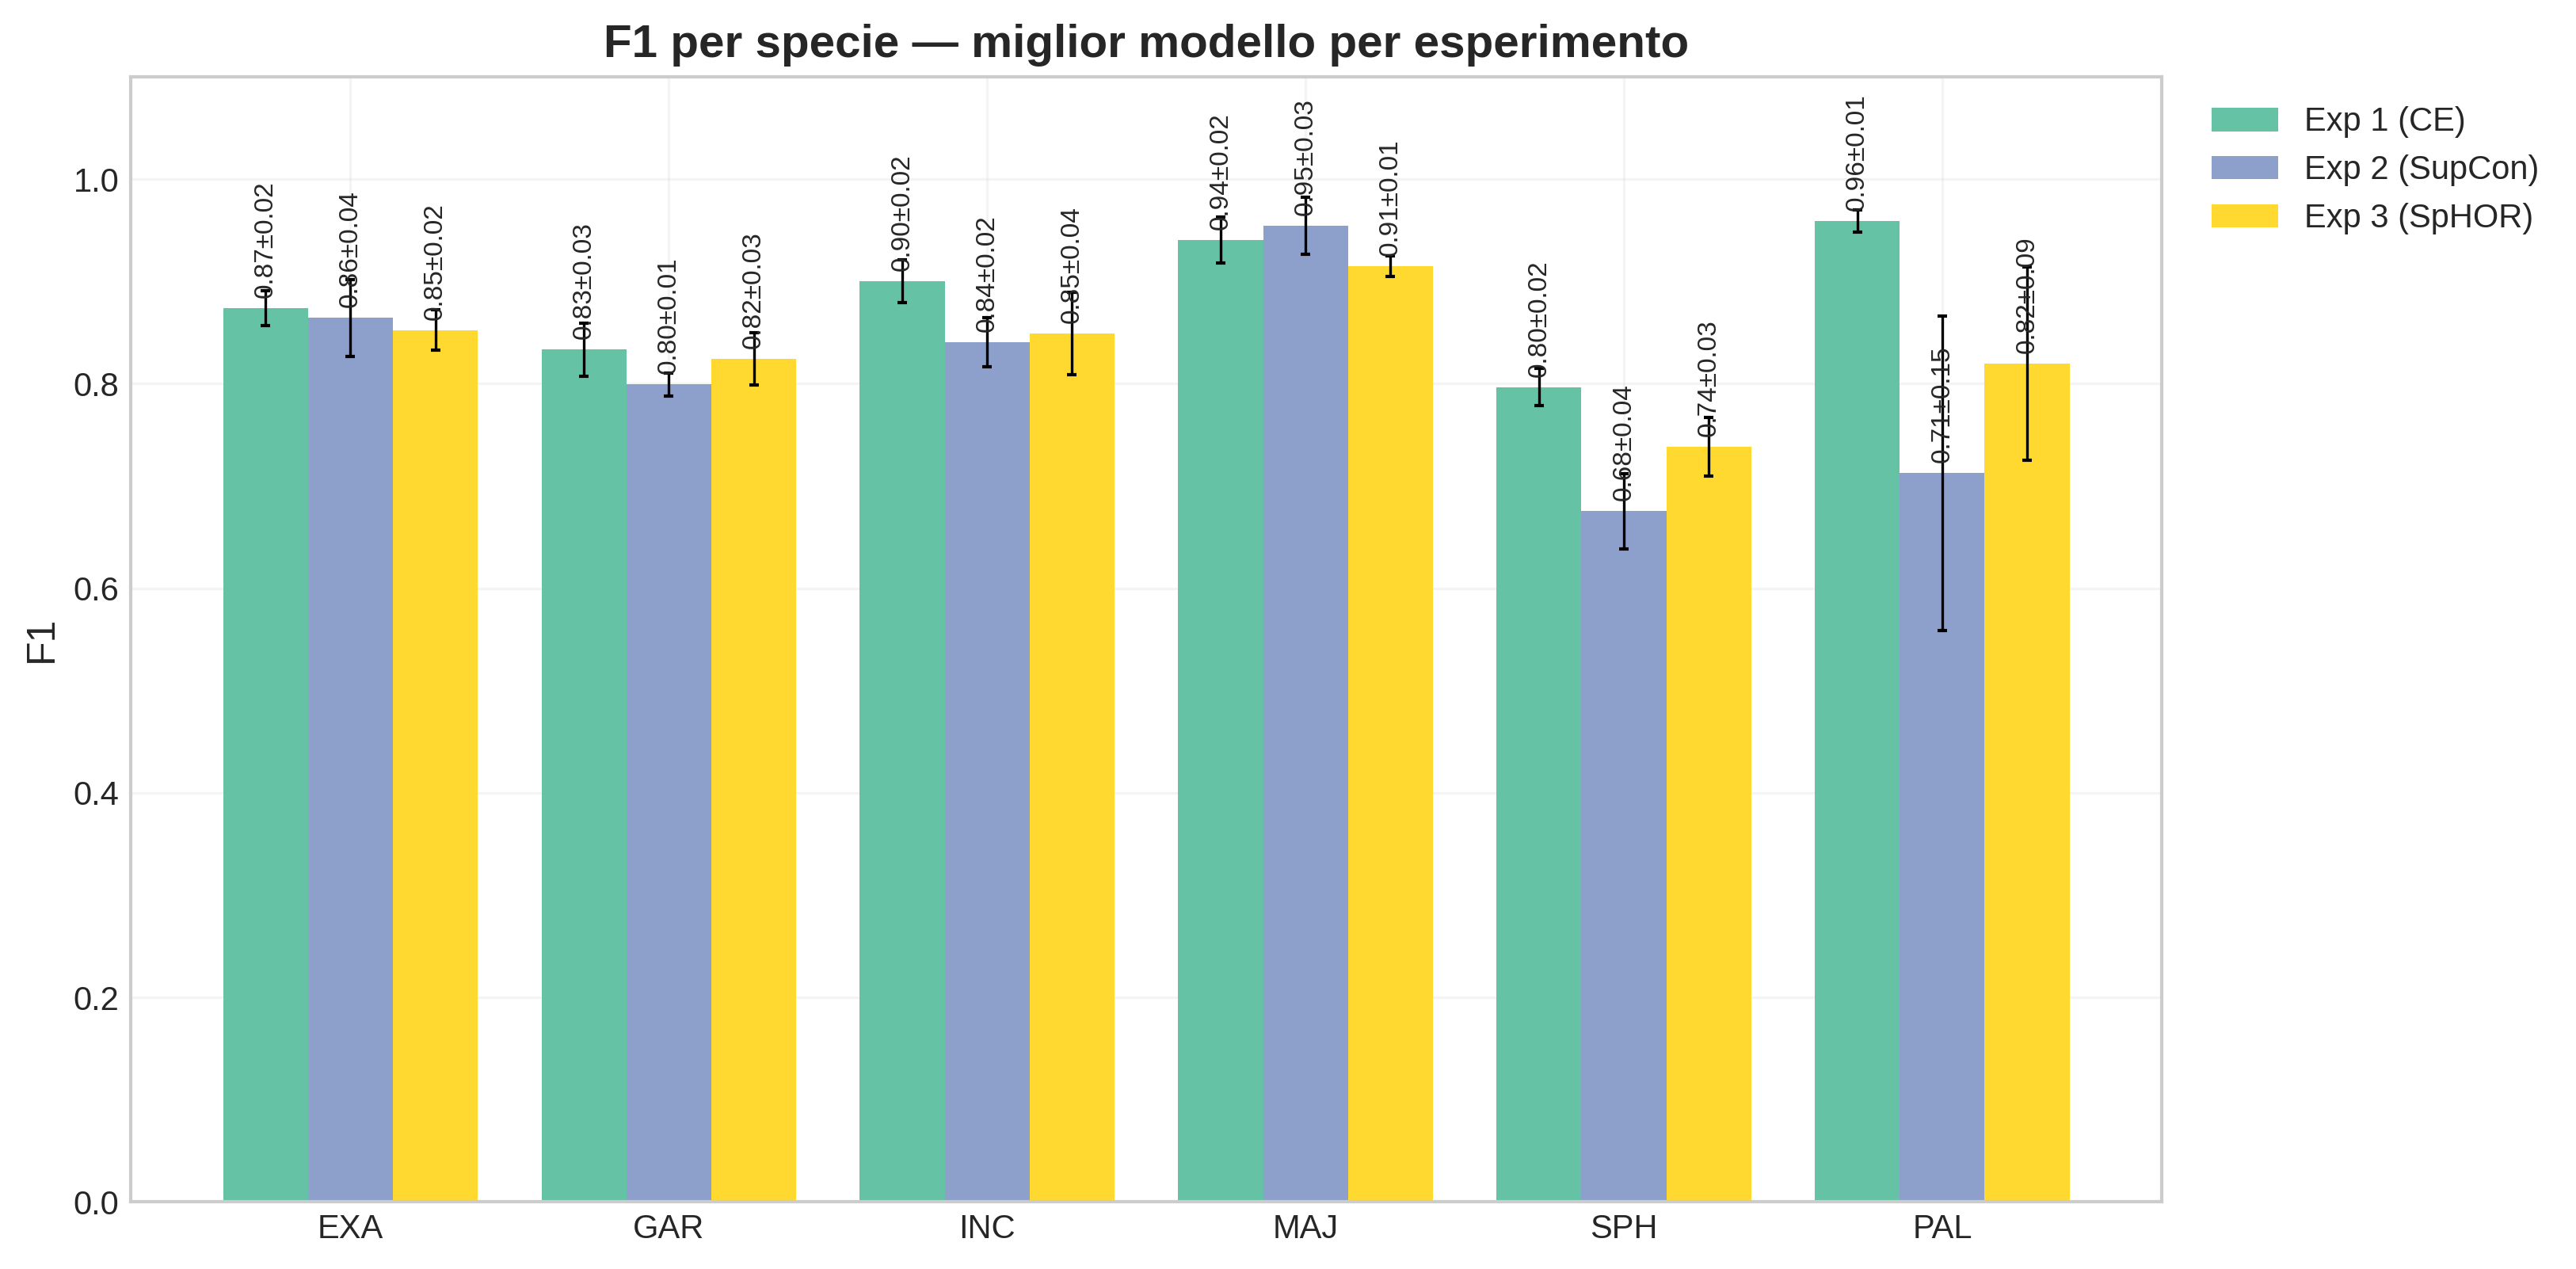 F1 per specie — miglior modello per esperimento
Exp 1 (CE)
Exp 2 (SupCon)
Exp 3 (SpHOR)
F1
1.0
0.8
0.6
0.4
0.2
0.0
0.87±0.02
0.86±0.04
0.85±0.02
0.83±0.03
0.80±0.01
0.82±0.03
0.90±0.02
0.84±0.02
0.85±0.04
0.94±0.02
0.95±0.03
0.91±0.01
0.80±0.02
0.68±0.04
0.74±0.03
0.96±0.01
0.71±0.15
0.82±0.09
EXA
GAR
INC
MAJ
SPH
PAL